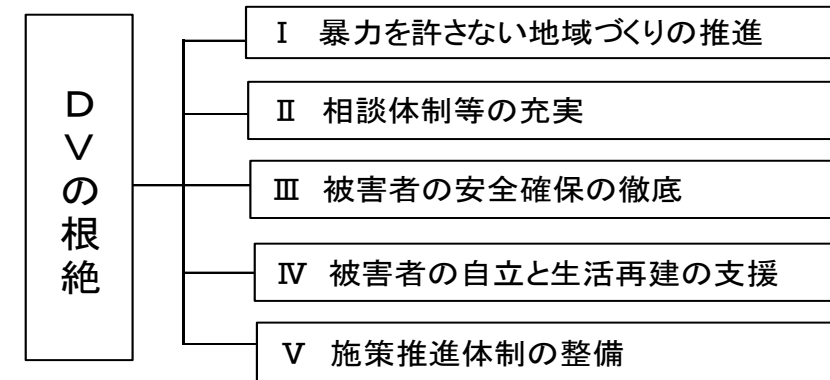 DVの根絶
Ⅰ 暴力を許さない地域づくりの推進
Ⅱ 相談体制等の充実
Ⅲ 被害者の安全確保の徹底
Ⅳ 被害者の自立と生活再建の支援
Ⅴ 施策推進体制の整備